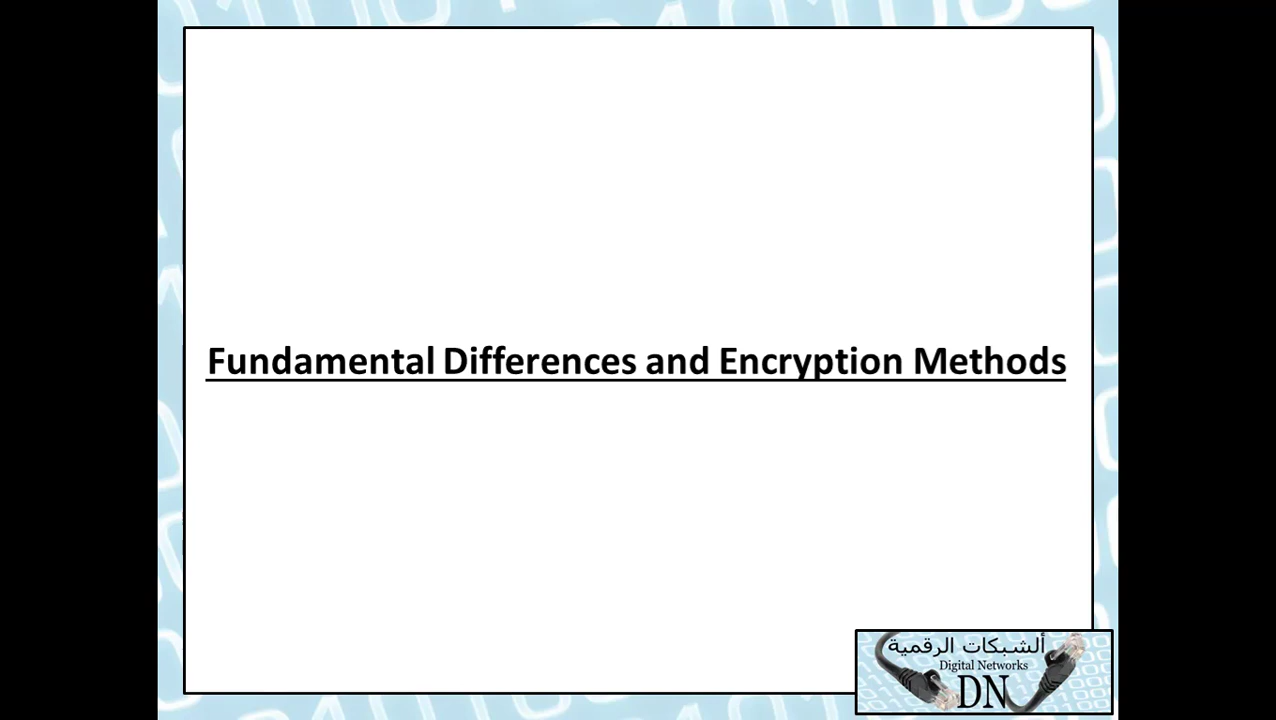 Fundamental Differences and Encryption Methods
ألشبكات الرقمية
Digital Networks
DN